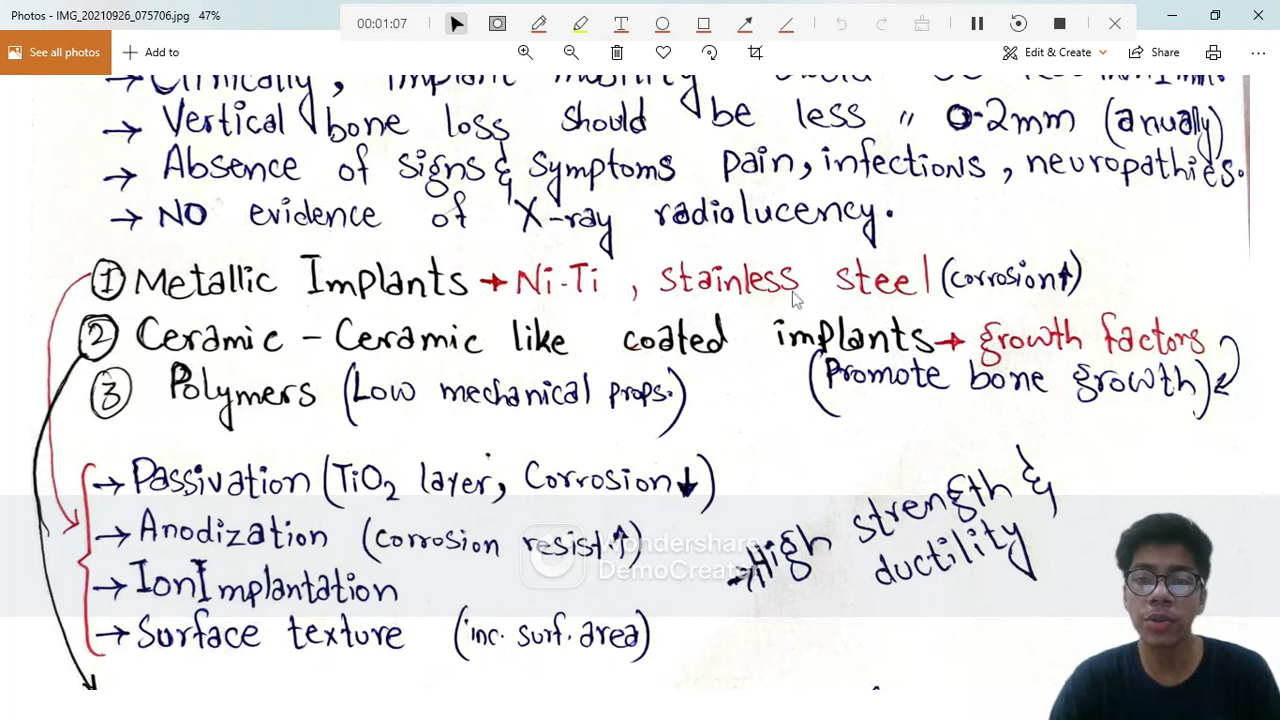 Photos - IMG_20210926_075706.jpg 47%
00:01:07
See all photos
Add to
Edit & Create
Share
→ Clinically, implant mobility
→ Vertical bone loss should be less " 0.2mm (anually)
→ Absence of signs & symptoms pain, infections, neuropathies.
→ NO evidence of X-ray radiolucency.
① Metallic Implants → Ni-Ti, stainless steel (corrosion↑)
② Ceramic - Ceramic like coated implants → growth factors
(Promote bone growth)
③ Polymers (Low mechanical props.)
→ Passivation (TiO2 layer, Corrosion↓)
→ Anodization (corrosion resist↑)
→ Ion Implantation
→ Surface texture (inc. surf. area)
→ High strength &
ductility
Wondershare
DemoCreator